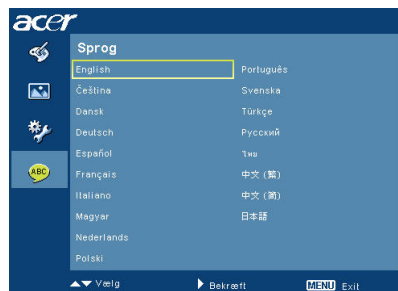 acer
Sprog
English
Čeština
Dansk
Deutsch
Español
Français
Italiano
Magyar
Nederlands
Polski
Português
Svenska
Türkçe
Русский
ไทย
中文 (繁)
中文 (简)
日本語
ABC
Vælg
Bekræft
MENU Exit